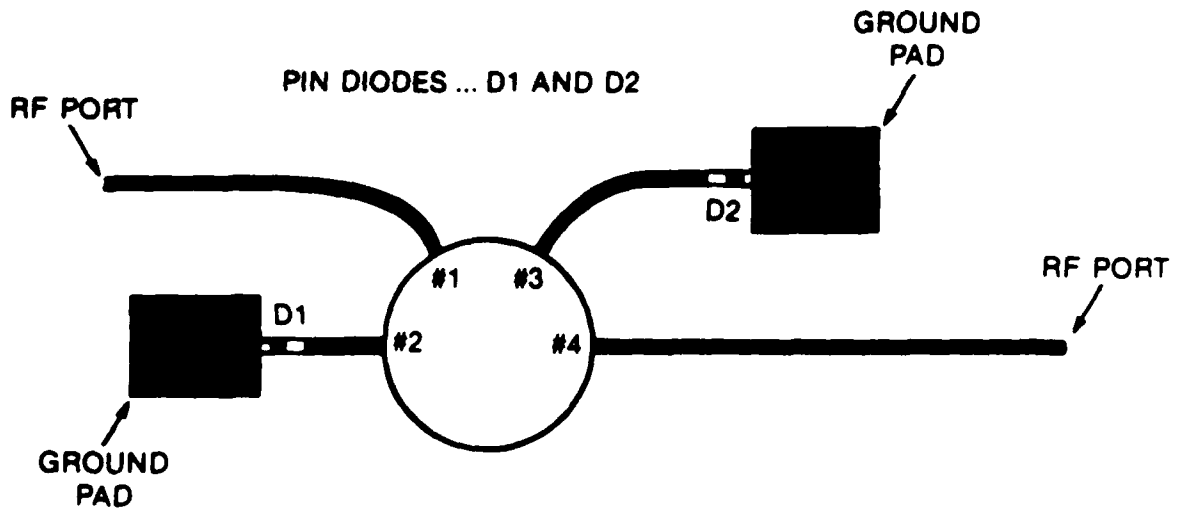 GROUND
PAD
PIN DIODES ... D1 AND D2
RF PORT
D2
#1
#3
RF PORT
D1
#2
#4
GROUND
PAD